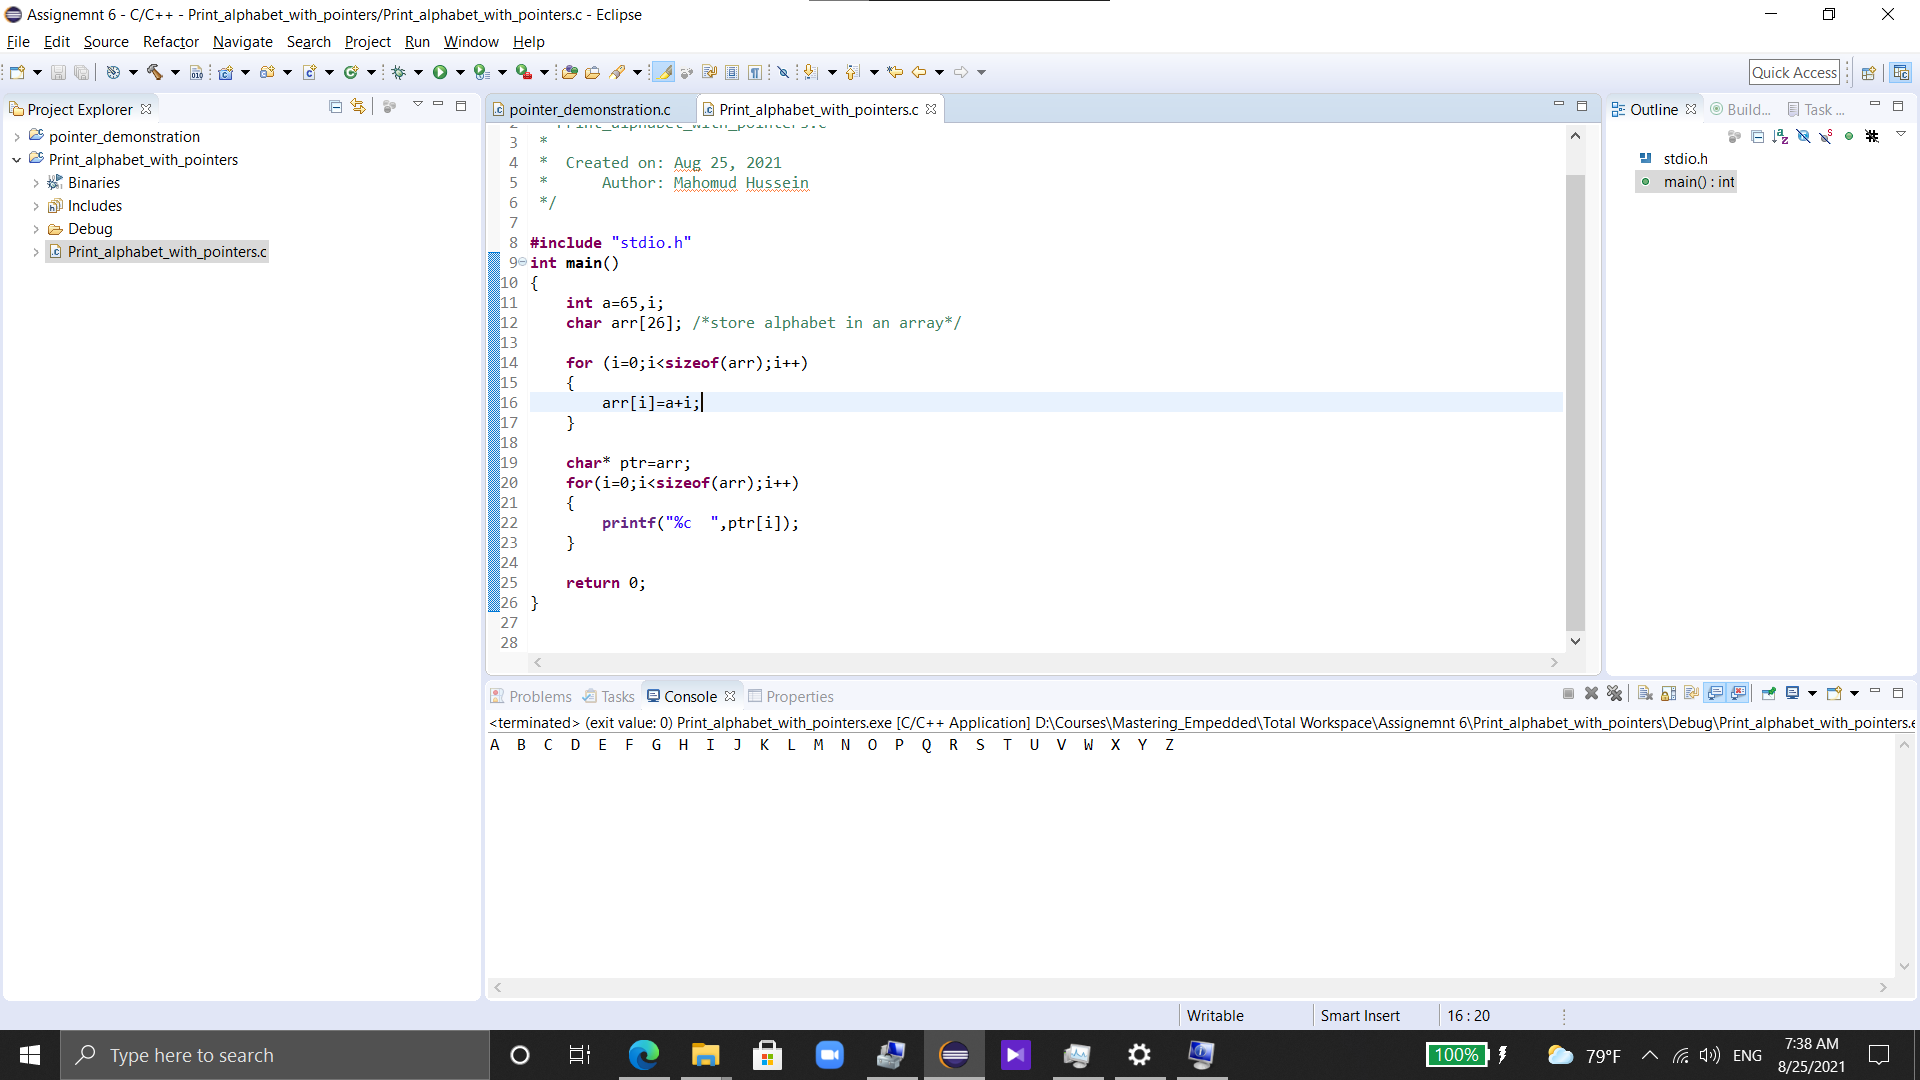 Assignemnt 6 - C/C++ - Print_alphabet_with_pointers/Print_alphabet_with_pointers.c - Eclipse
File Edit Source Refactor Navigate Search Project Run Window Help
Quick Access
Project Explorer
pointer_demonstration
Print_alphabet_with_pointers
Binaries
Includes
Debug
Print_alphabet_with_pointers.c
pointer_demonstration.c Print_alphabet_with_pointers.c
2 Print_alphabet_with_pointers.c
3 *
4 * Created on: Aug 25, 2021
5 * Author: Mahomud Hussein
6 */
7
8 #include "stdio.h"
9 int main()
10 {
11 int a=65,i;
12 char arr[26]; /*store alphabet in an array*/
13
14 for (i=0;i<sizeof(arr);i++)
15 {
16 arr[i]=a+i;
17 }
18
19 char* ptr=arr;
20 for(i=0;i<sizeof(arr);i++)
21 {
22 printf("%c  ",ptr[i]);
23 }
24
25 return 0;
26 }
27
28
Outline Build... Task ...
stdio.h
main() : int
Problems Tasks Console Properties
<terminated> (exit value: 0) Print_alphabet_with_pointers.exe [C/C++ Application] D:\Courses\Mastering_Empedded\Total Workspace\Assignemnt 6\Print_alphabet_with_pointers\Debug\Print_alphabet_with_pointers.e
A B C D E F G H I J K L M N O P Q R S T U V W X Y Z
Writable Smart Insert 16 : 20
Type here to search
100% 79°F ENG
7:38 AM
8/25/2021